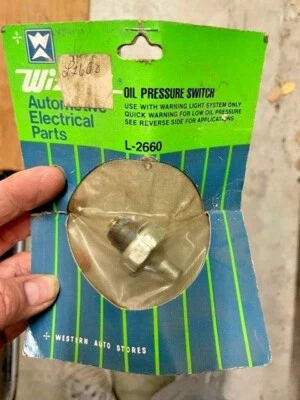 W
L2660
Wiz
Automotive
Electrical
Parts
OIL PRESSURE SWITCH
USE WITH WARNING LIGHT SYSTEM ONLY
QUICK WARNING FOR LOW OIL PRESSURE
SEE REVERSE SIDE FOR APPLICATIONS
L-2660
WESTERN AUTO STORES